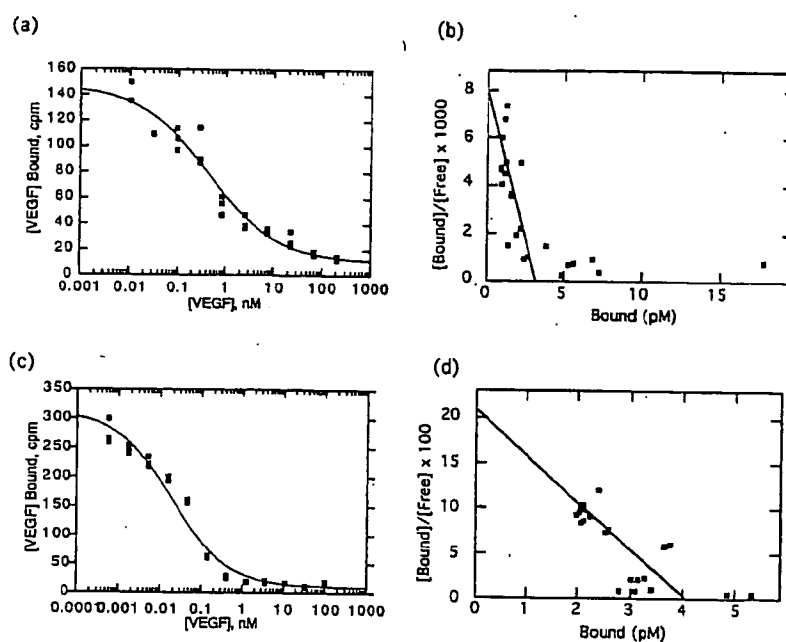 (a)
160
140
120
100
80
60
40
20
0
[VEGF] Bound, cpm
0.001 0.01 0.1 1 10 100 1000
[VEGF], nM
(b)
8
6
4
2
0
[Bound]/[Free] x 1000
0 5 10 15
Bound (pM)
(c)
350
300
250
200
150
100
50
0
[VEGF] Bound, cpm
0.0001 0.001 0.01 0.1 1 10 100 1000
[VEGF], nM
(d)
20
15
10
5
0
[Bound]/[Free] x 100
0 1 2 3 4 5
Bound (pM)